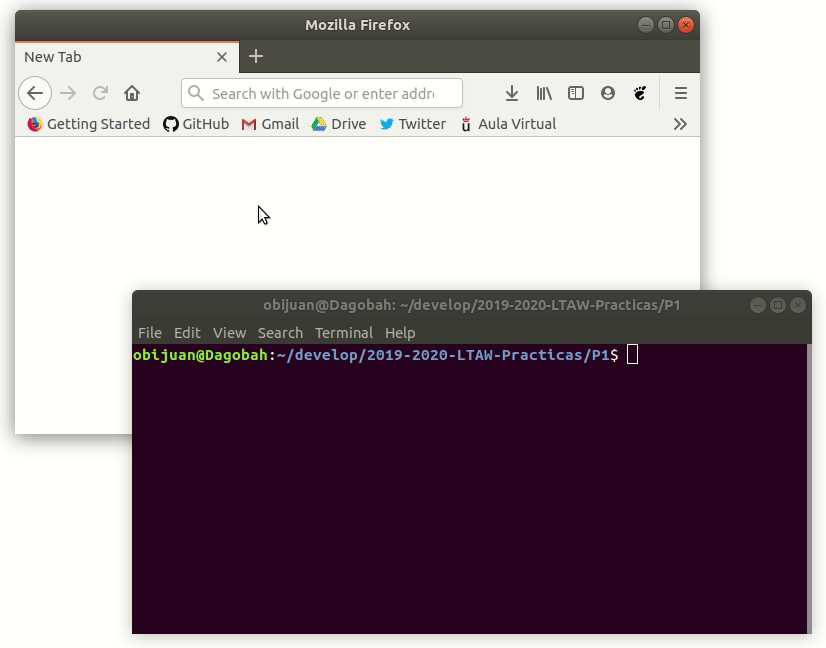 Mozilla Firefox
New Tab
Search with Google or enter addr
Getting Started GitHub Gmail Drive Twitter Aula Virtual
obijuan@Dagobah: ~/develop/2019-2020-LTAW-Practicas/P1
File Edit View Search Terminal Help
obijuan@Dagobah:~/develop/2019-2020-LTAW-Practicas/P1$